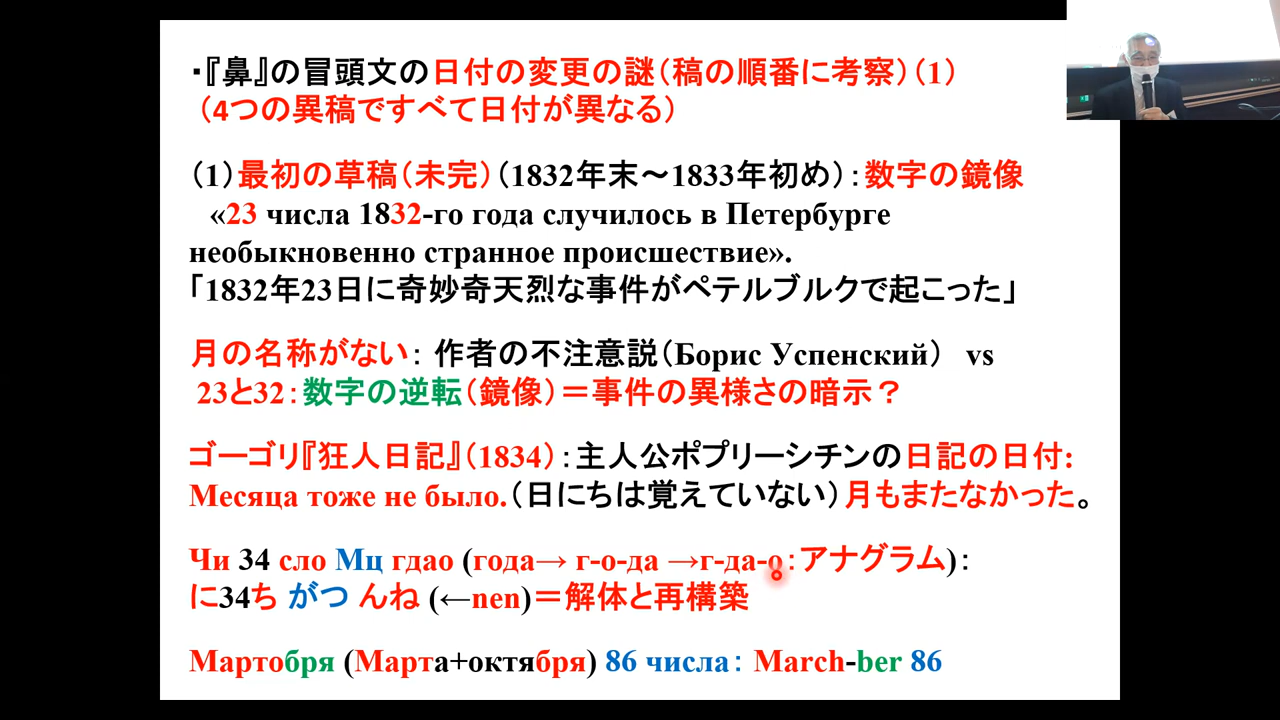 ・『鼻』の冒頭文の日付の変更の謎（稿の順番に考察）（1）
（4つの異稿ですべて日付が異なる）
（1）最初の草稿（未完）（1832年末～1833年初め）：数字の鏡像
«23 числа 1832-го года случилось в Петербурге
необыкновенно странное происшествие».
「1832年23日に奇妙奇天烈な事件がペテルブルクで起こった」
月の名称がない： 作者の不注意説（Борис Успенский） vs
23と32：数字の逆転（鏡像）＝事件の異様さの暗示？
ゴーゴリ『狂人日記』（1834）：主人公ポプリーシチンの日記の日付:
Месяца тоже не было.（日にちは覚えていない）月もまたなかった。
Чи 34 сло Мц гдао (года→ г-о-да →г-да-о：アナグラム)：
に34ち がつ んね (←nen)＝解体と再構築
Мартобря (Марта+октября) 86 числа： March-ber 86